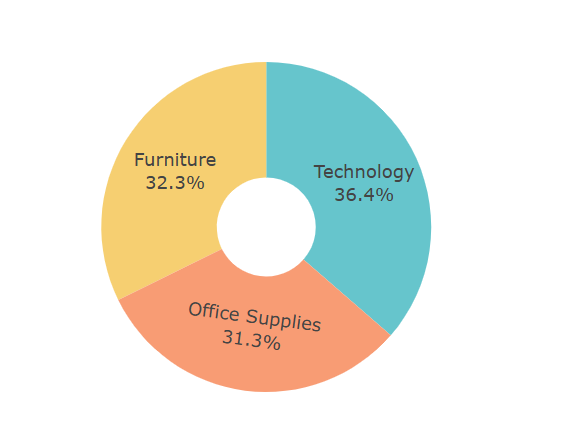 Furniture
32.3%
Technology
36.4%
Office Supplies
31.3%